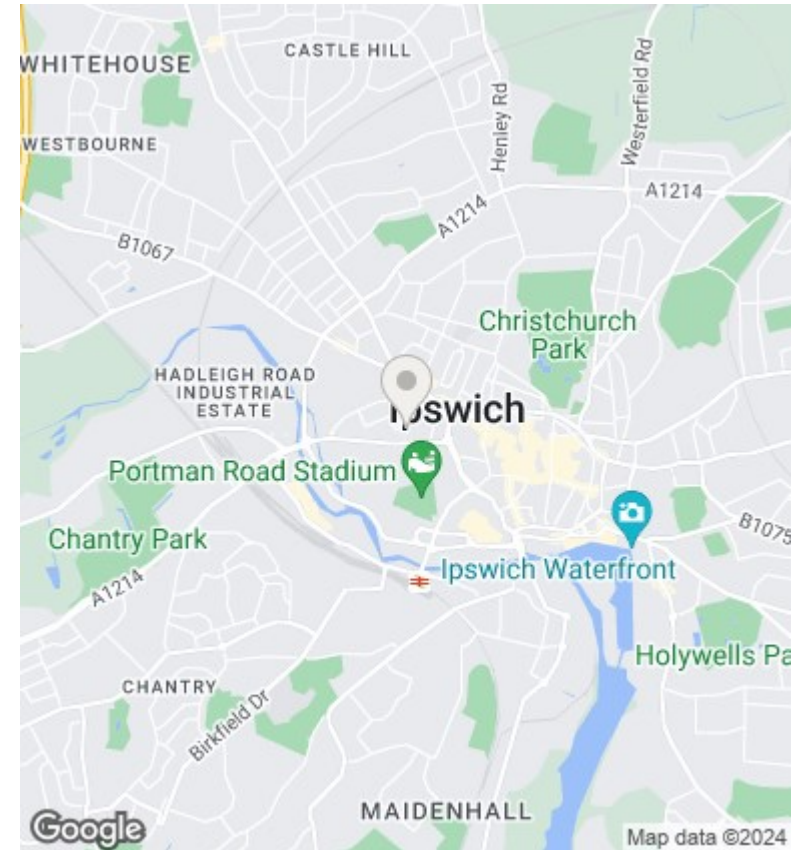 CASTLE HILL
WHITEHOUSE
Henley Rd
Westerfield Rd
WESTBOURNE
A1214
A1214
B1067
Christchurch
Park
HADLEIGH ROAD
INDUSTRIAL
ESTATE
Ipswich
Portman Road Stadium
Chantry Park
B1075
Ipswich Waterfront
A1214
Holywells Pa
CHANTRY
Birkfield Dr
MAIDENHALL
Google
Map data ©2024